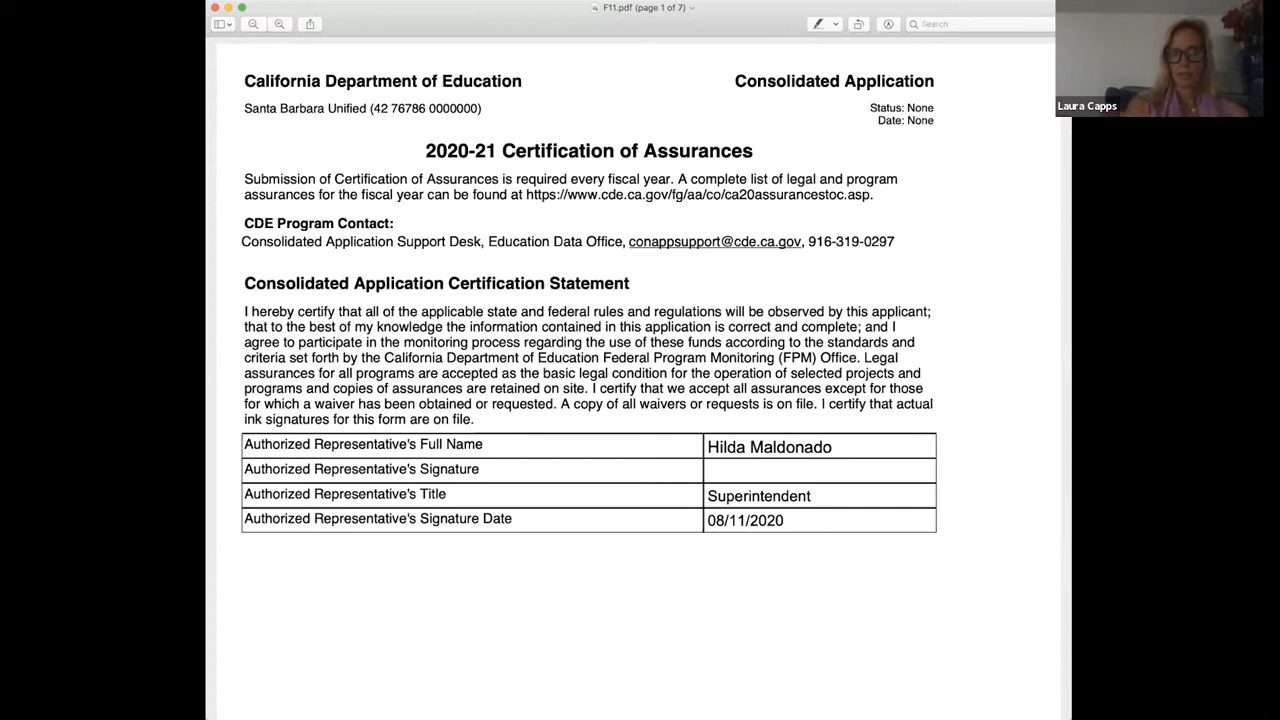 F11.pdf (page 1 of 7)
Search
California Department of Education
Consolidated Application
Santa Barbara Unified (42 76786 0000000)
Status: None
Date: None
Laura Capps
2020-21 Certification of Assurances
Submission of Certification of Assurances is required every fiscal year. A complete list of legal and program
assurances for the fiscal year can be found at https://www.cde.ca.gov/fg/aa/co/ca20assurancestoc.asp.
CDE Program Contact:
Consolidated Application Support Desk, Education Data Office, conappsupport@cde.ca.gov, 916-319-0297
Consolidated Application Certification Statement
I hereby certify that all of the applicable state and federal rules and regulations will be observed by this applicant;
that to the best of my knowledge the information contained in this application is correct and complete; and I
agree to participate in the monitoring process regarding the use of these funds according to the standards and
criteria set forth by the California Department of Education Federal Program Monitoring (FPM) Office. Legal
assurances for all programs are accepted as the basic legal condition for the operation of selected projects and
programs and copies of assurances are retained on site. I certify that we accept all assurances except for those
for which a waiver has been obtained or requested. A copy of all waivers or requests is on file. I certify that actual
ink signatures for this form are on file.
Authorized Representative's Full Name Hilda Maldonado
Authorized Representative's Signature
Authorized Representative's Title Superintendent
Authorized Representative's Signature Date 08/11/2020